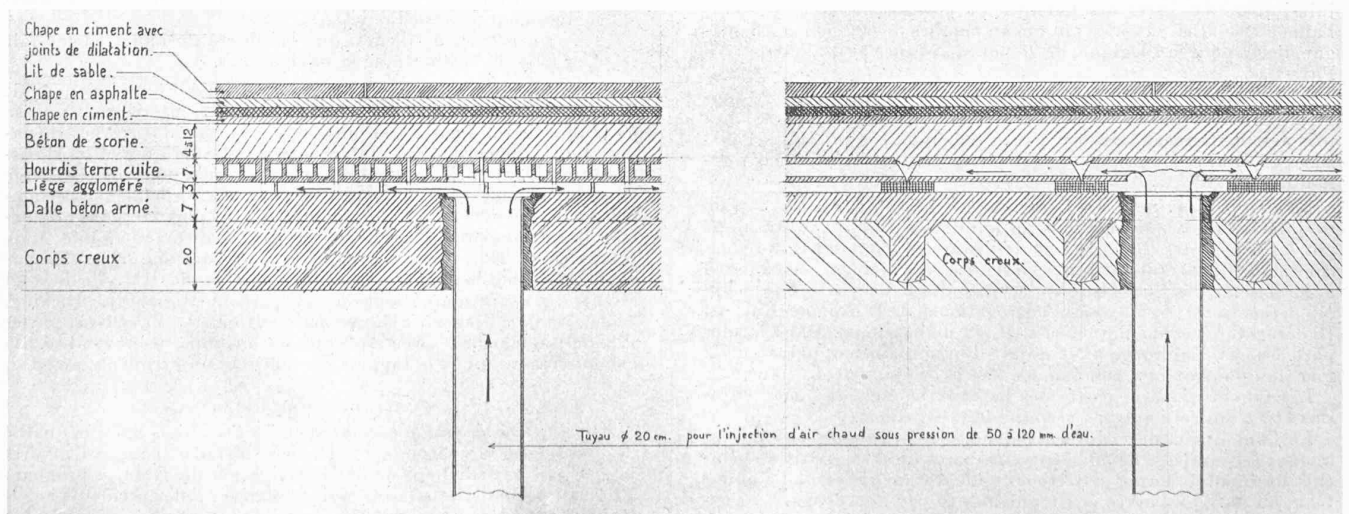 Chape en ciment avec
joints de dilatation.
Lit de sable.
Chape en asphalte
Chape en ciment.
Béton de scorie.
4 à 12
Hourdis terre cuite.
7
Liège aggloméré
3
Dalle béton armé
7
Corps creux
20
Corps creux.
Tuyau ø 20 cm. pour l'injection d'air chaud sous pression de 50 à 120 mm. d'eau.